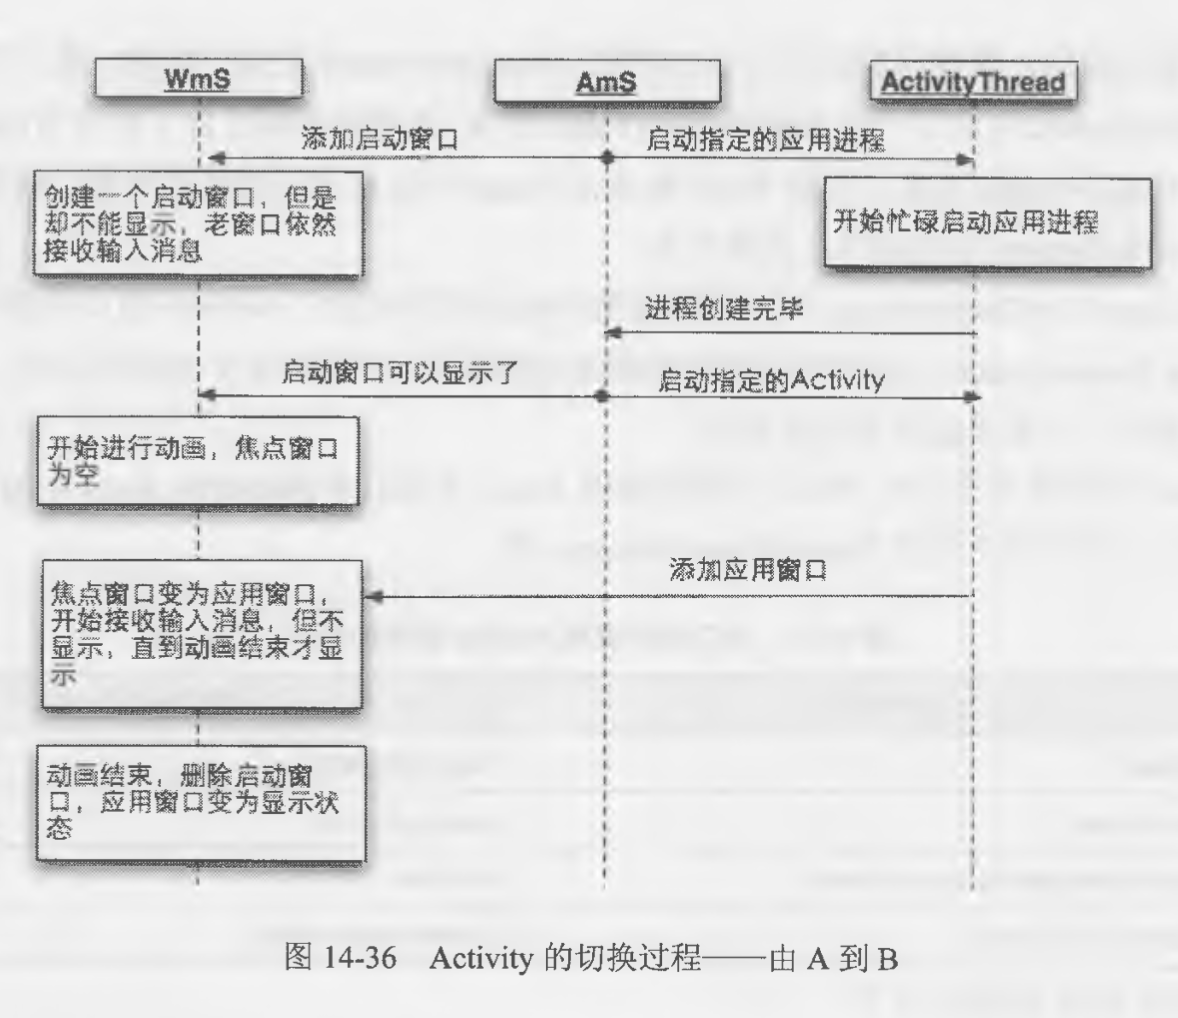 WmS
AmS
ActivityThread
添加启动窗口
启动指定的应用进程
创建一个启动窗口，但是
却不能显示，老窗口依然
接收输入消息
开始忙碌启动应用进程
进程创建完毕
启动窗口可以显示了
启动指定的Activity
开始进行动画，焦点窗口
为空
添加应用窗口
焦点窗口变为应用窗口，
开始接收输入消息，但不
显示，直到动画结束才显
示
动画结束，删除启动窗
口，应用窗口变为显示状
态
图 14-36 Activity 的切换过程——由 A 到 B